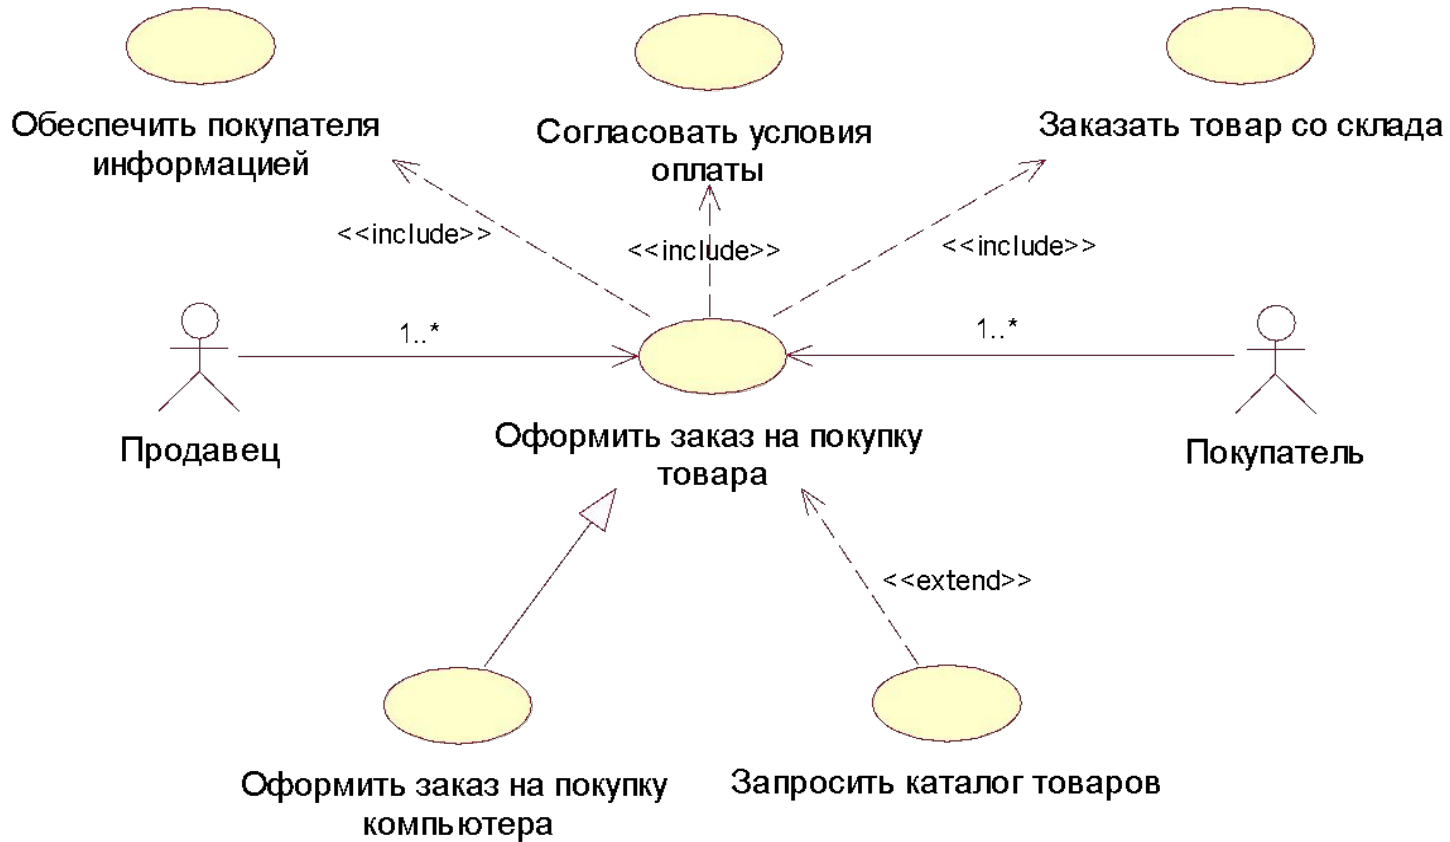 Обеспечить покупателя
информацией
Согласовать условия
оплаты
Заказать товар со склада
<<include>>
<<include>>
<<include>>
1..*
1..*
Продавец
Оформить заказ на покупку
товара
Покупатель
<<extend>>
Оформить заказ на покупку
компьютера
Запросить каталог товаров